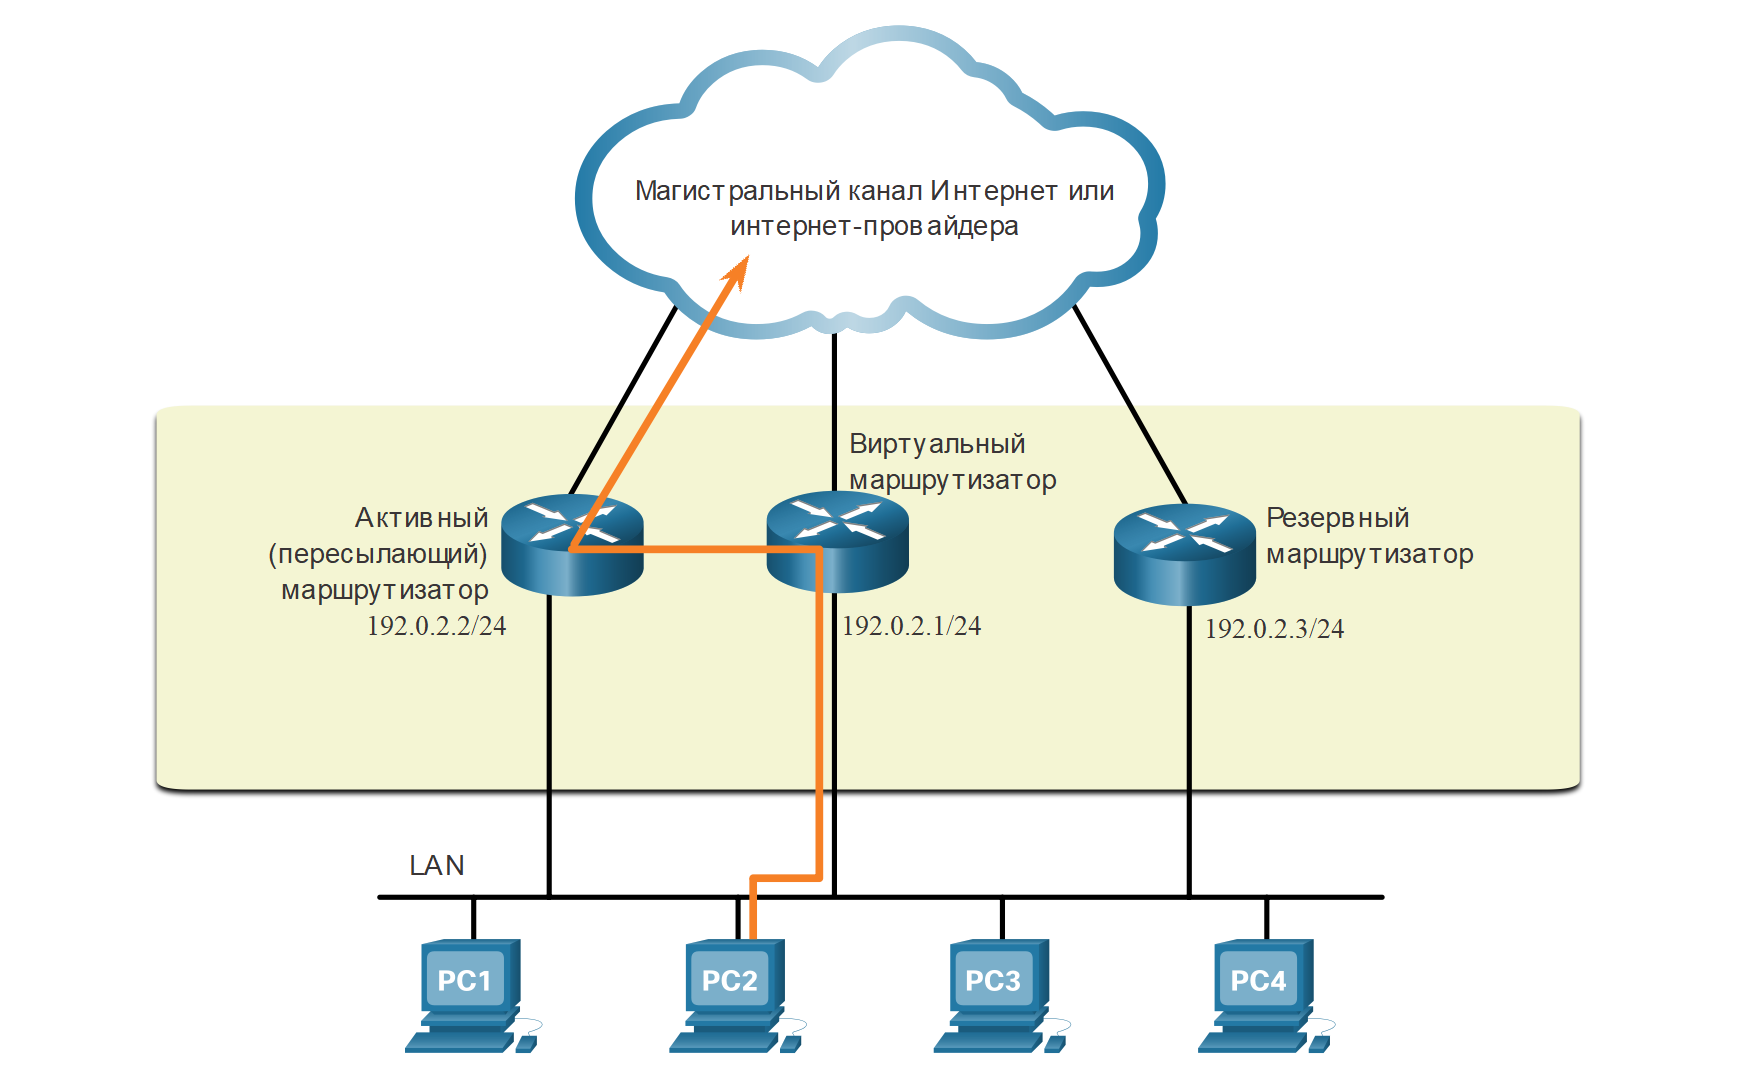 Магистральный канал Интернет или
интернет-провайдера
Виртуальный
маршрутизатор
Активный
(пересылающий)
маршрутизатор
192.0.2.2/24
192.0.2.1/24
Резервный
маршрутизатор
192.0.2.3/24
LAN
PC1
PC2
PC3
PC4